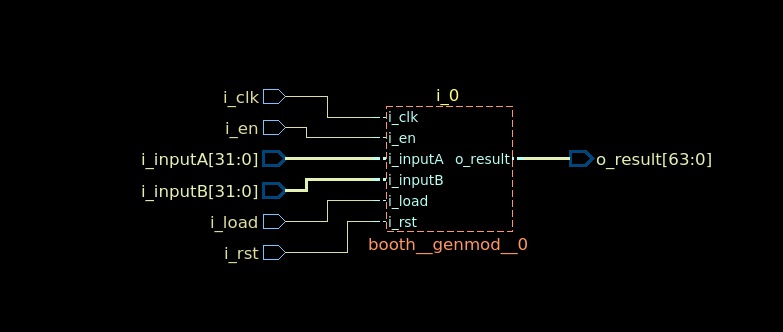 i_0
i_clk
i_clk
i_en
i_en
i_inputA[31:0]
i_inputA o_result
o_result[63:0]
i_inputB[31:0]
i_inputB
i_load
i_load
i_rst
i_rst
booth__genmod__0